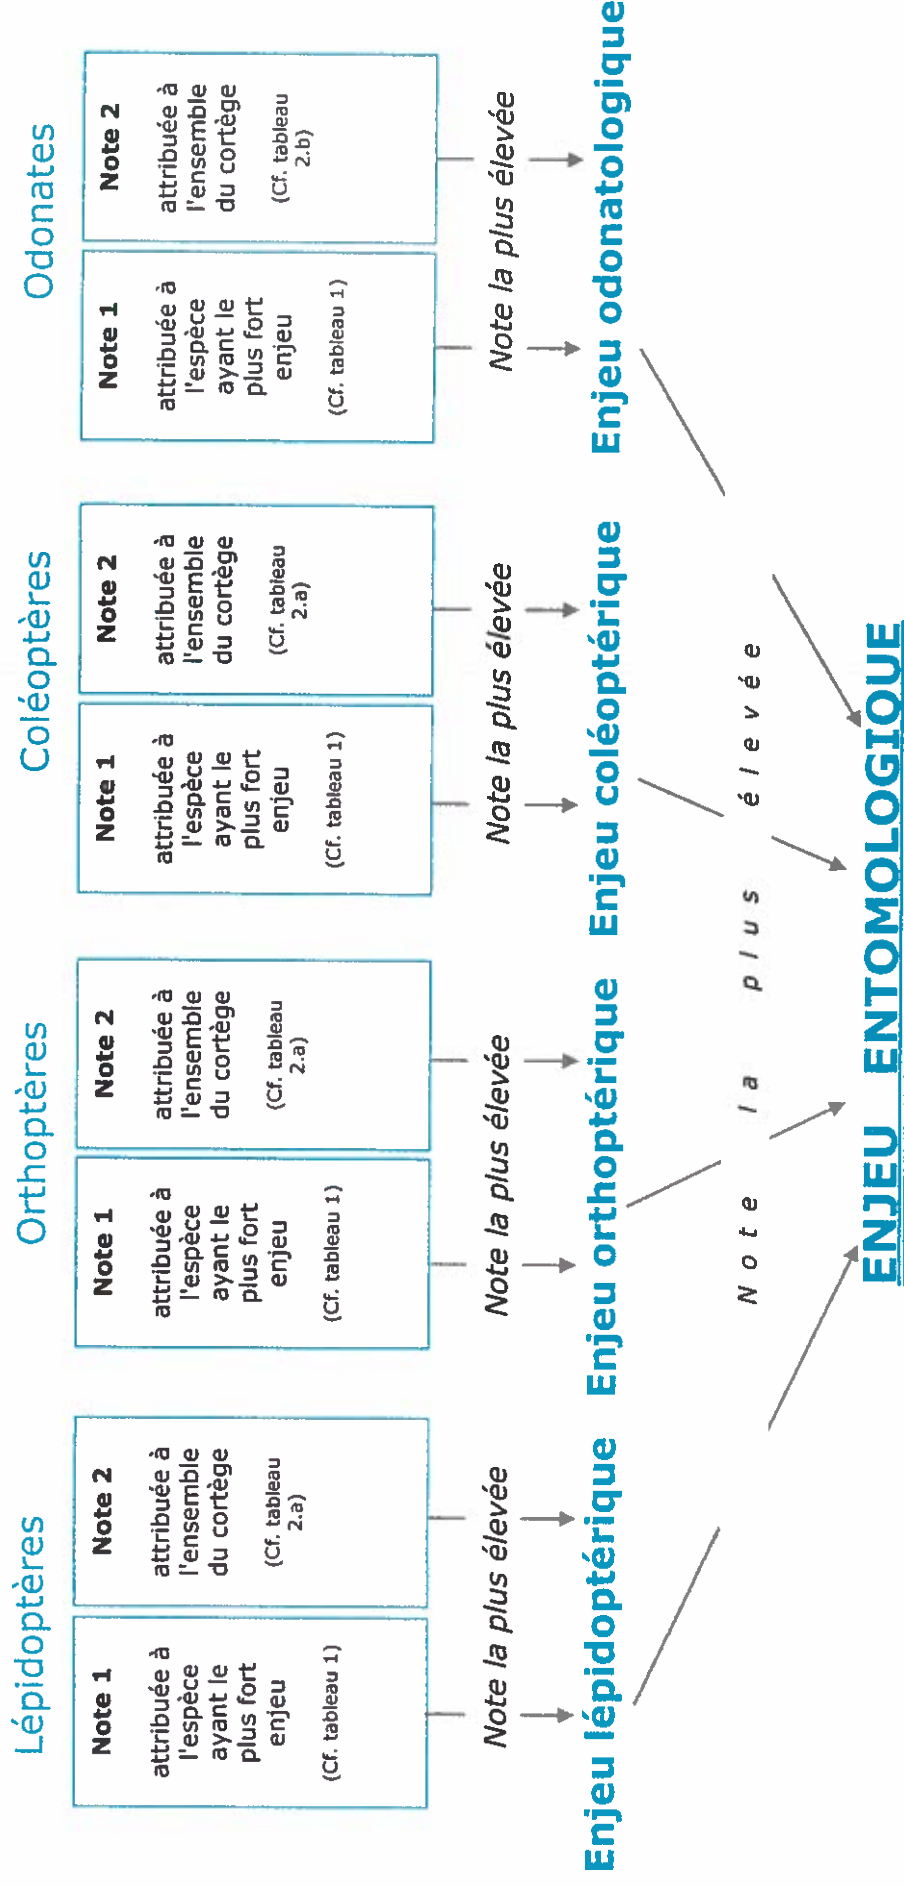 Lépidoptères
Orthoptères
Coléoptères
Odonates
Note 1
attribuée à
l'espèce
ayant le
plus fort
enjeu
(Cf. tableau 1)
Note 2
attribuée à
l'ensemble
du cortège
(Cf. tableau
2.a)
Note 1
attribuée à
l'espèce
ayant le
plus fort
enjeu
(Cf. tableau 1)
Note 2
attribuée à
l'ensemble
du cortège
(Cf. tableau
2.a)
Note 1
attribuée à
l'espèce
ayant le
plus fort
enjeu
(Cf. tableau 1)
Note 2
attribuée à
l'ensemble
du cortège
(Cf. tableau
2.a)
Note 1
attribuée à
l'espèce
ayant le
plus fort
enjeu
(Cf. tableau 1)
Note 2
attribuée à
l'ensemble
du cortège
(Cf. tableau
2.b)
Note la plus élevée
Note la plus élevée
Note la plus élevée
Note la plus élevée
Enjeu lépidoptérique
Enjeu orthoptérique
Enjeu coléoptérique
Enjeu odonatologique
Note la plus élevée
ENJEU ENTOMOLOGIQUE